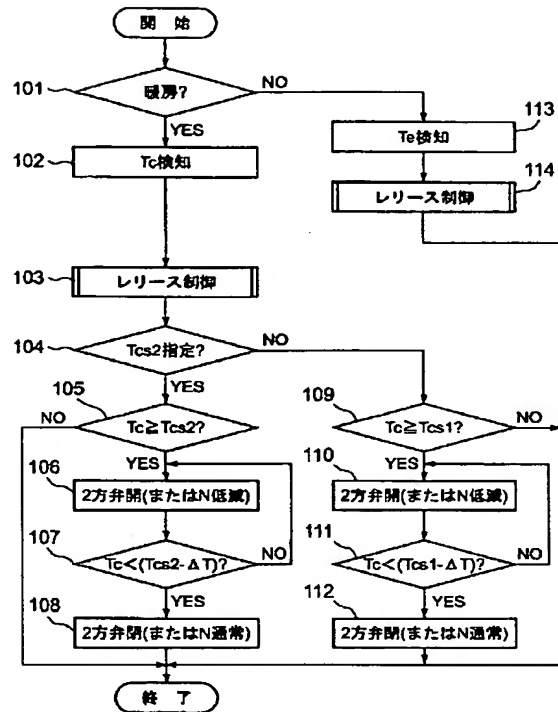 開 始
101
暖房?
NO
YES
113
Te検知
102
Tc検知
114
レリース制御
103
レリース制御
104
Tcs2指定?
NO
YES
105
NO
Tc≧Tcs2?
109
Tc≧Tcs1?
NO
YES
YES
106
2方弁開(またはN低減)
110
2方弁開(またはN低減)
107
Tc<(Tcs2-ΔT)?
NO
111
Tc<(Tcs1-ΔT)?
NO
YES
YES
108
2方弁閉(またはN通常)
112
2方弁閉(またはN通常)
終 了